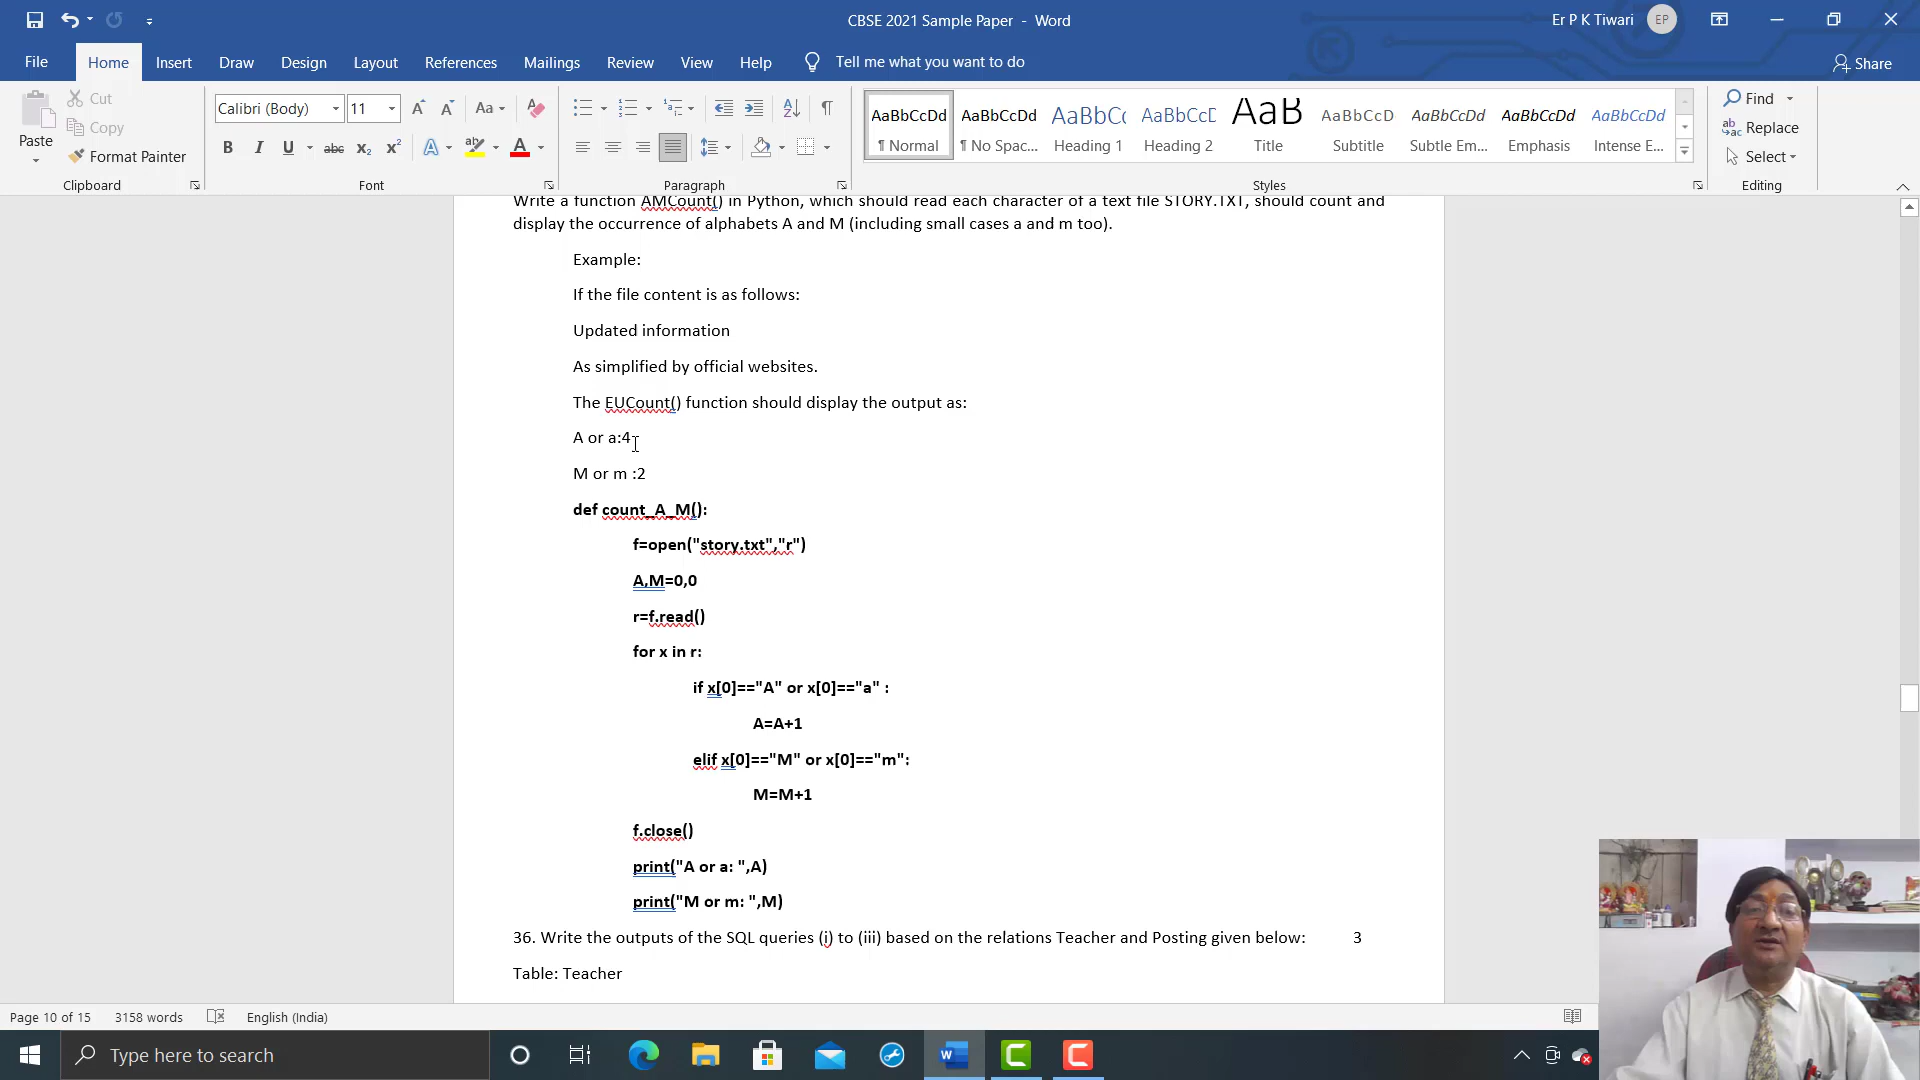 CBSE 2021 Sample Paper - Word
Er P K Tiwari
EP
File
Home
Insert
Draw
Design
Layout
References
Mailings
Review
View
Help
Tell me what you want to do
Share
Paste
Cut
Copy
Format Painter
Clipboard
Calibri (Body)
11
Font
Paragraph
AaBbCcDd
¶ Normal
AaBbCcDd
¶ No Spac...
AaBbCc
Heading 1
AaBbCcD
Heading 2
AaB
Title
AaBbCcD
Subtitle
AaBbCcDd
Subtle Em...
AaBbCcDd
Emphasis
AaBbCcDd
Intense E...
Styles
Find
Replace
Select
Editing
Write a function AMCount() in Python, which should read each character of a text file STORY.TXT, should count and
display the occurrence of alphabets A and M (including small cases a and m too).
Example:
If the file content is as follows:
Updated information
As simplified by official websites.
The EUCount() function should display the output as:
A or a:4
M or m :2
def count_A_M():
f=open("story.txt","r")
A,M=0,0
r=f.read()
for x in r:
if x[0]=="A" or x[0]=="a" :
A=A+1
elif x[0]=="M" or x[0]=="m":
M=M+1
f.close()
print("A or a: ",A)
print("M or m: ",M)
36. Write the outputs of the SQL queries (i) to (iii) based on the relations Teacher and Posting given below: 3
Table: Teacher
Page 10 of 15
3158 words
English (India)
Type here to search